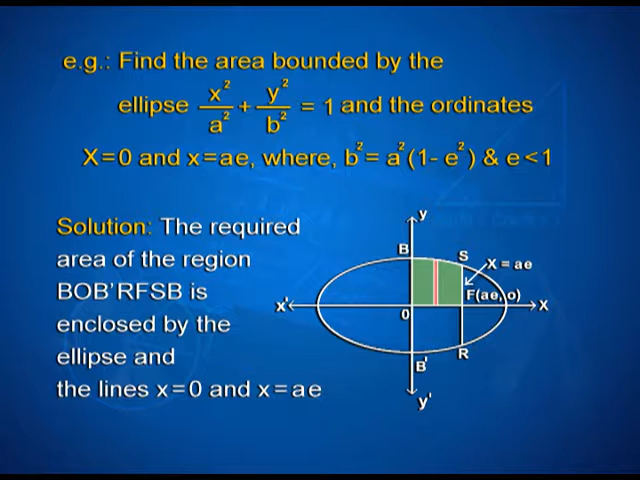 e.g.: Find the area bounded by the
ellipse x²/a² + y²/b² = 1 and the ordinates
X=0 and x=ae, where, b²= a²(1- e²) & e<1
Solution: The required
area of the region
BOB'RFSB is
enclosed by the
ellipse and
the lines x=0 and x=ae
y
B
S
X = ae
x'
F(ae, o)
X
0
R
B'
y'